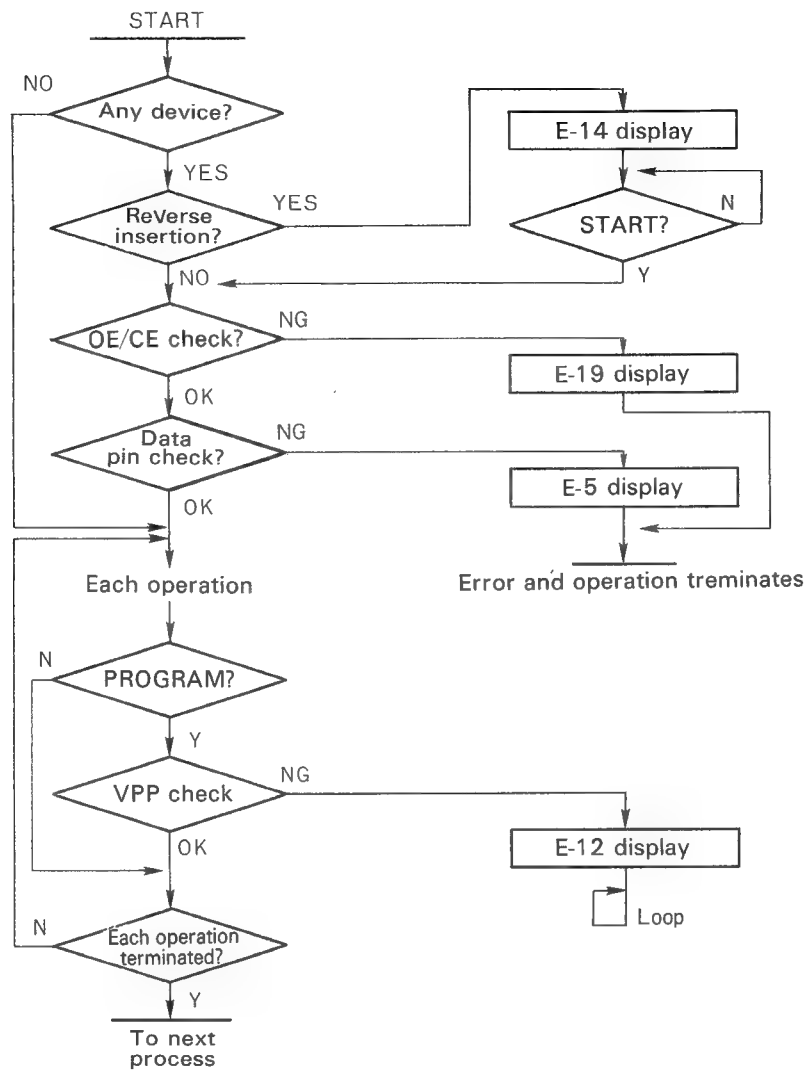 START
NO
Any device?
E-14 display
YES
ReVerse
insertion?
YES
START?
N
NO
Y
OE/CE check?
NG
E-19 display
OK
Data
pin check?
NG
E-5 display
OK
Each operation
Error and operation treminates
N
PROGRAM?
Y
VPP check
NG
OK
E-12 display
N
Each operation
terminated?
Loop
Y
To next
process